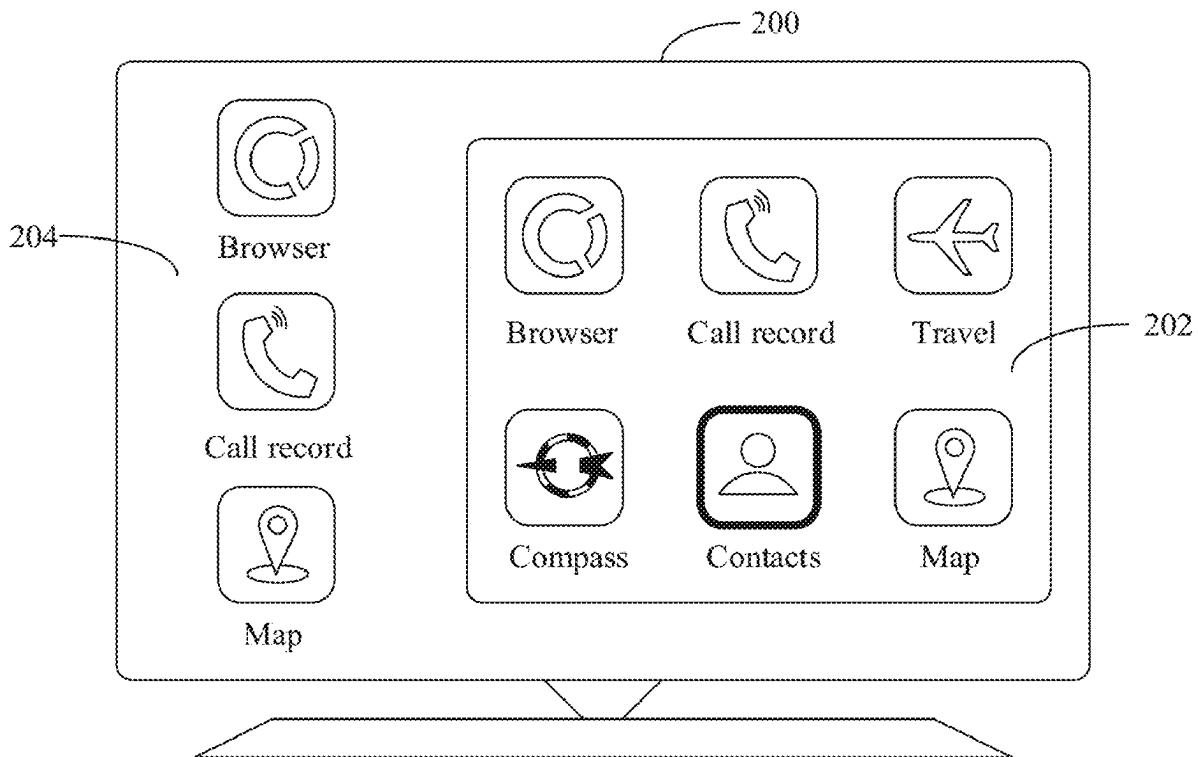 200
204
Browser
Call record
Map
Browser Call record Travel
202
Compass Contacts Map